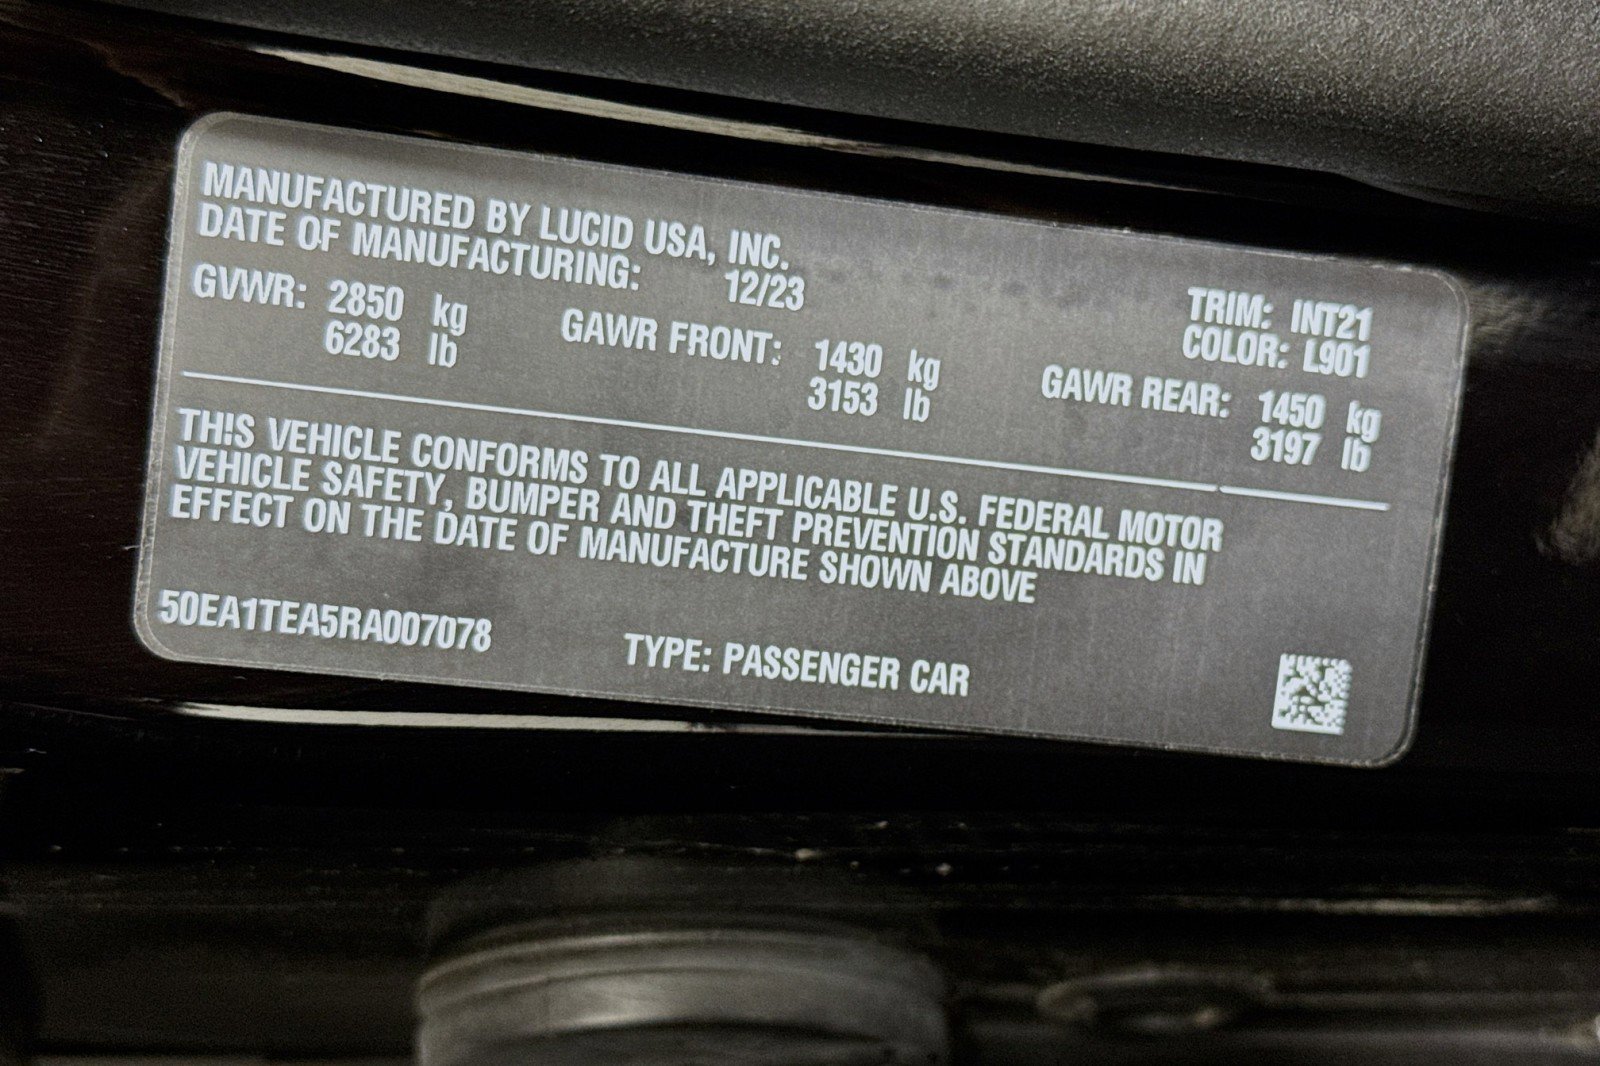 MANUFACTURED BY LUCID USA, INC.
DATE OF MANUFACTURING: 12/23
TRIM: INT21
COLOR: L901
GVWR: 2850 kg GAWR FRONT: 1430 kg GAWR REAR: 1450 kg
6283 lb 3153 lb 3197 lb
THIS VEHICLE CONFORMS TO ALL APPLICABLE U.S. FEDERAL MOTOR
VEHICLE SAFETY, BUMPER AND THEFT PREVENTION STANDARDS IN
EFFECT ON THE DATE OF MANUFACTURE SHOWN ABOVE
50EA1TEA5RA007078 TYPE: PASSENGER CAR